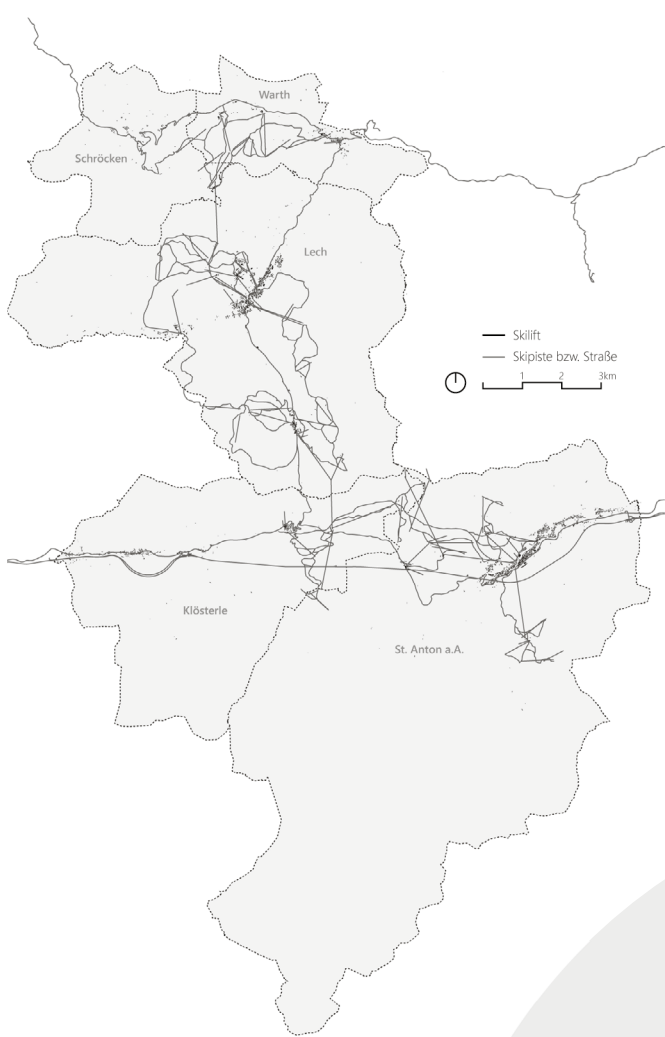 Warth
Schröcken
Lech
Skilift
Skipiste bzw. Straße
1 2 3km
Klösterle
St. Anton a.A.